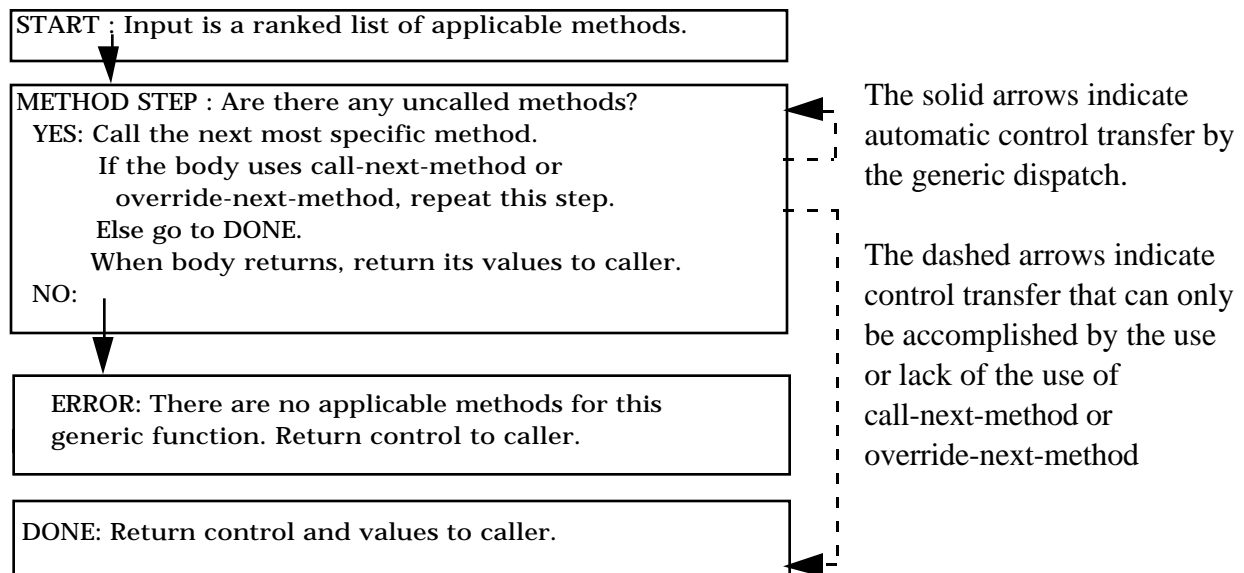 START : Input is a ranked list of applicable methods.
METHOD STEP : Are there any uncalled methods?
YES: Call the next most specific method.
If the body uses call-next-method or
override-next-method, repeat this step.
Else go to DONE.
When body returns, return its values to caller.
NO:
ERROR: There are no applicable methods for this
generic function. Return control to caller.
DONE: Return control and values to caller.
The solid arrows indicate
automatic control transfer by
the generic dispatch.
The dashed arrows indicate
control transfer that can only
be accomplished by the use
or lack of the use of
call-next-method or
override-next-method